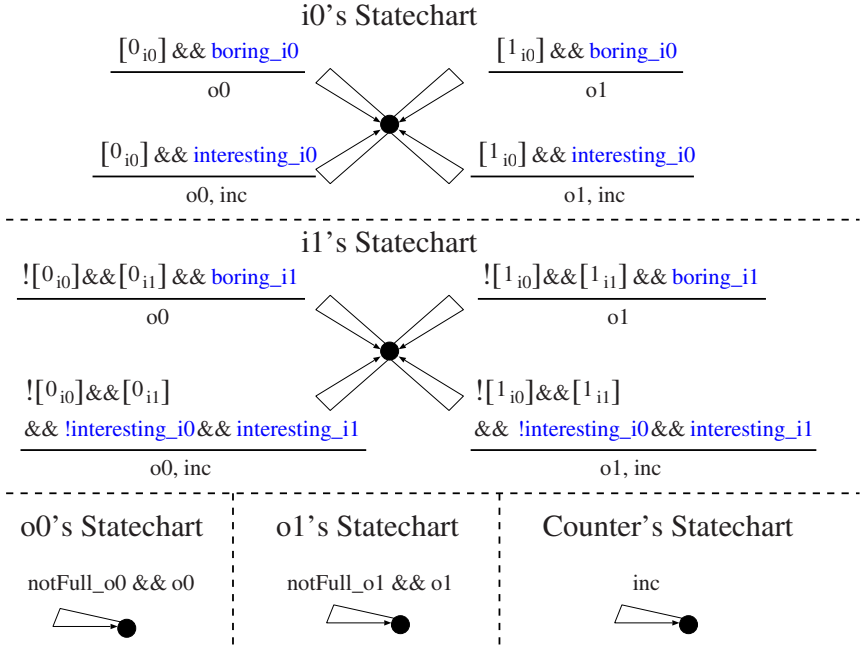 i0's Statechart
[0 i0] && boring_i0
[1 i0] && boring_i0
o0
o1
[0 i0] && interesting_i0
[1 i0] && interesting_i0
o0, inc
o1, inc
i1's Statechart
![0 i0]&&[0 i1] && boring_i1
![1 i0]&&[1 i1] && boring_i1
o0
o1
![0 i0]&&[0 i1]
&& !interesting_i0&& interesting_i1
o0, inc
![1 i0]&&[1 i1]
&& !interesting_i0&& interesting_i1
o1, inc
o0's Statechart
o1's Statechart
Counter's Statechart
notFull_o0 && o0
notFull_o1 && o1
inc